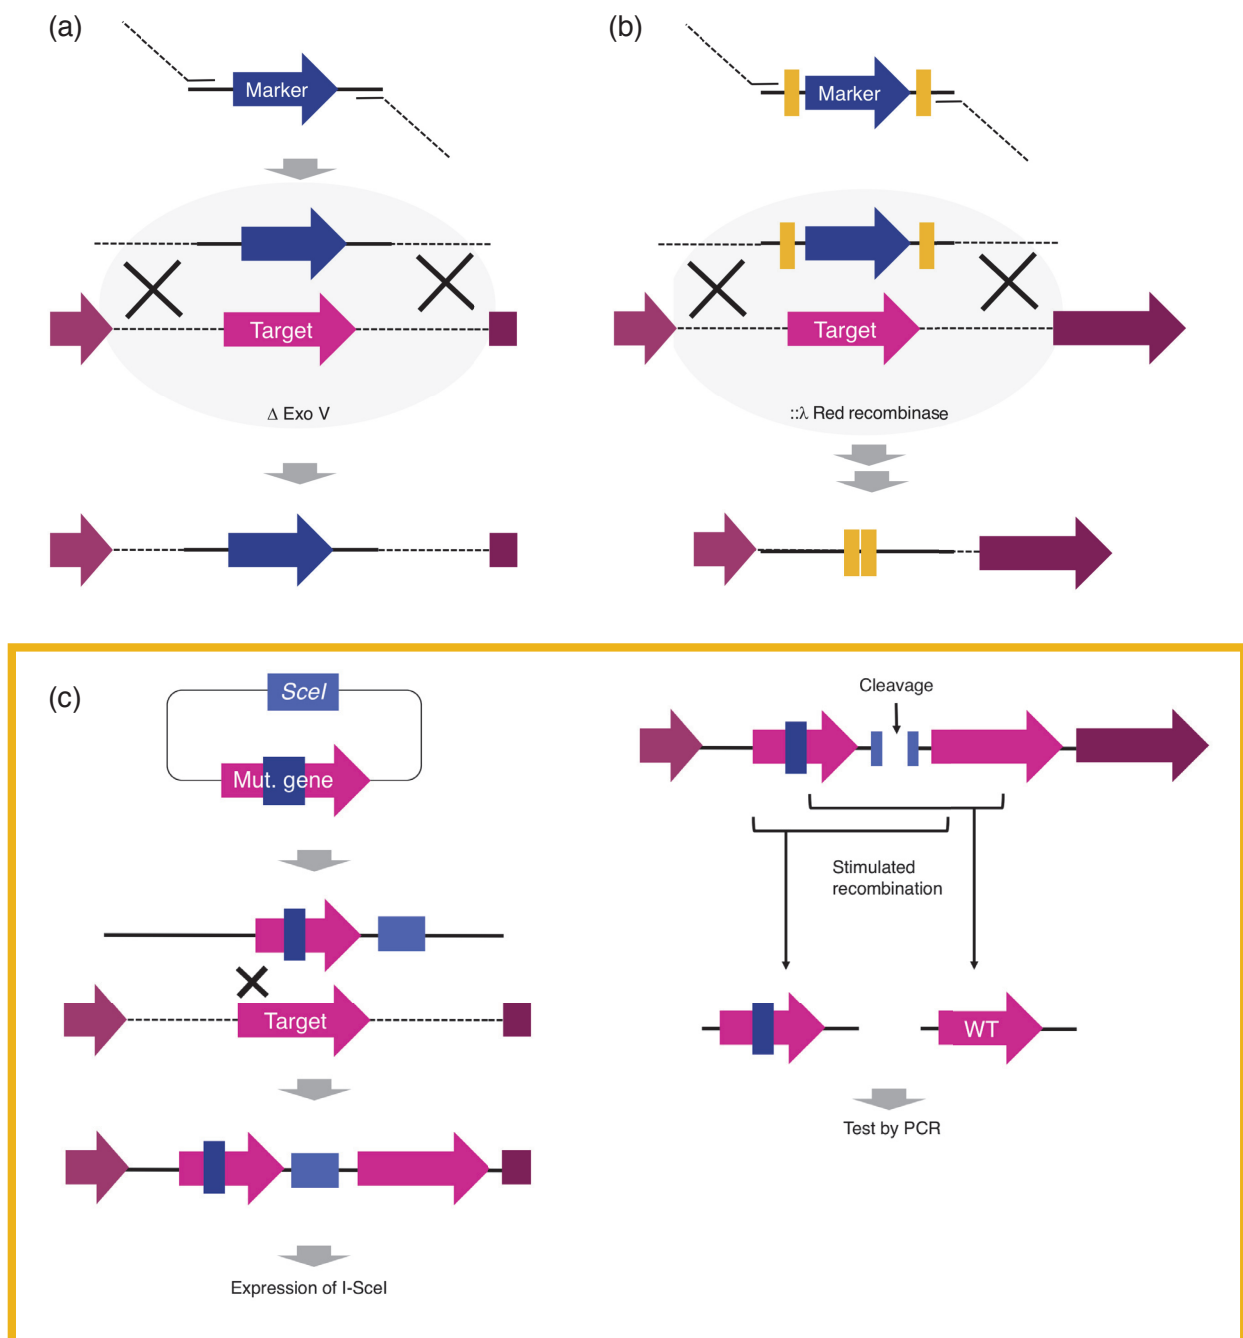 (a)
Marker
Target
Δ Exo V
(b)
Marker
Target
::λ Red recombinase
(c)
SceI
Mut. gene
Target
Expression of I-SceI
Cleavage
Stimulated
recombination
WT
Test by PCR